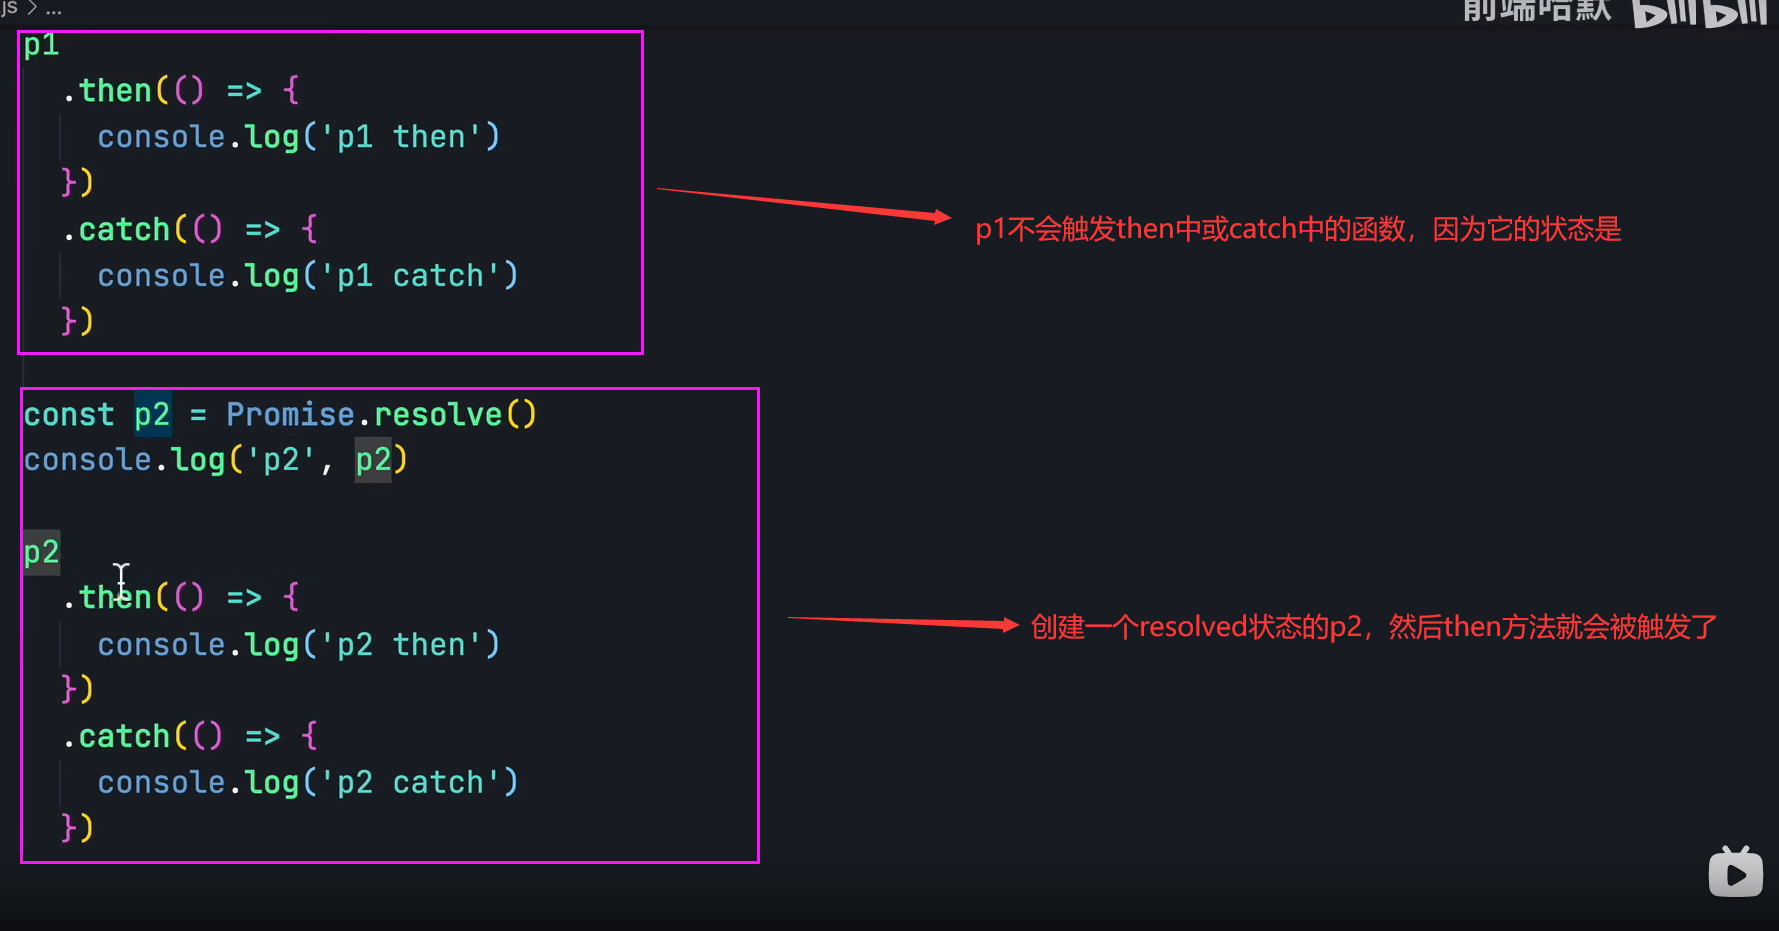 js > ...
前端哈默 bilibili
p1
.then(() => {
console.log('p1 then')
})
.catch(() => {
console.log('p1 catch')
})
p1不会触发then中或catch中的函数，因为它的状态是
const p2 = Promise.resolve()
console.log('p2', p2)
p2
.then(() => {
console.log('p2 then')
})
.catch(() => {
console.log('p2 catch')
})
创建一个resolved状态的p2，然后then方法就会被触发了